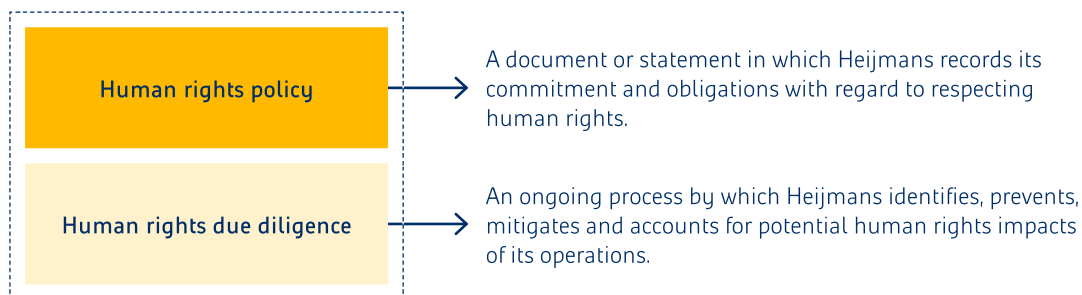 Human rights policy
A document or statement in which Heijmans records its
commitment and obligations with regard to respecting
human rights.
Human rights due diligence
An ongoing process by which Heijmans identifies, prevents,
mitigates and accounts for potential human rights impacts
of its operations.